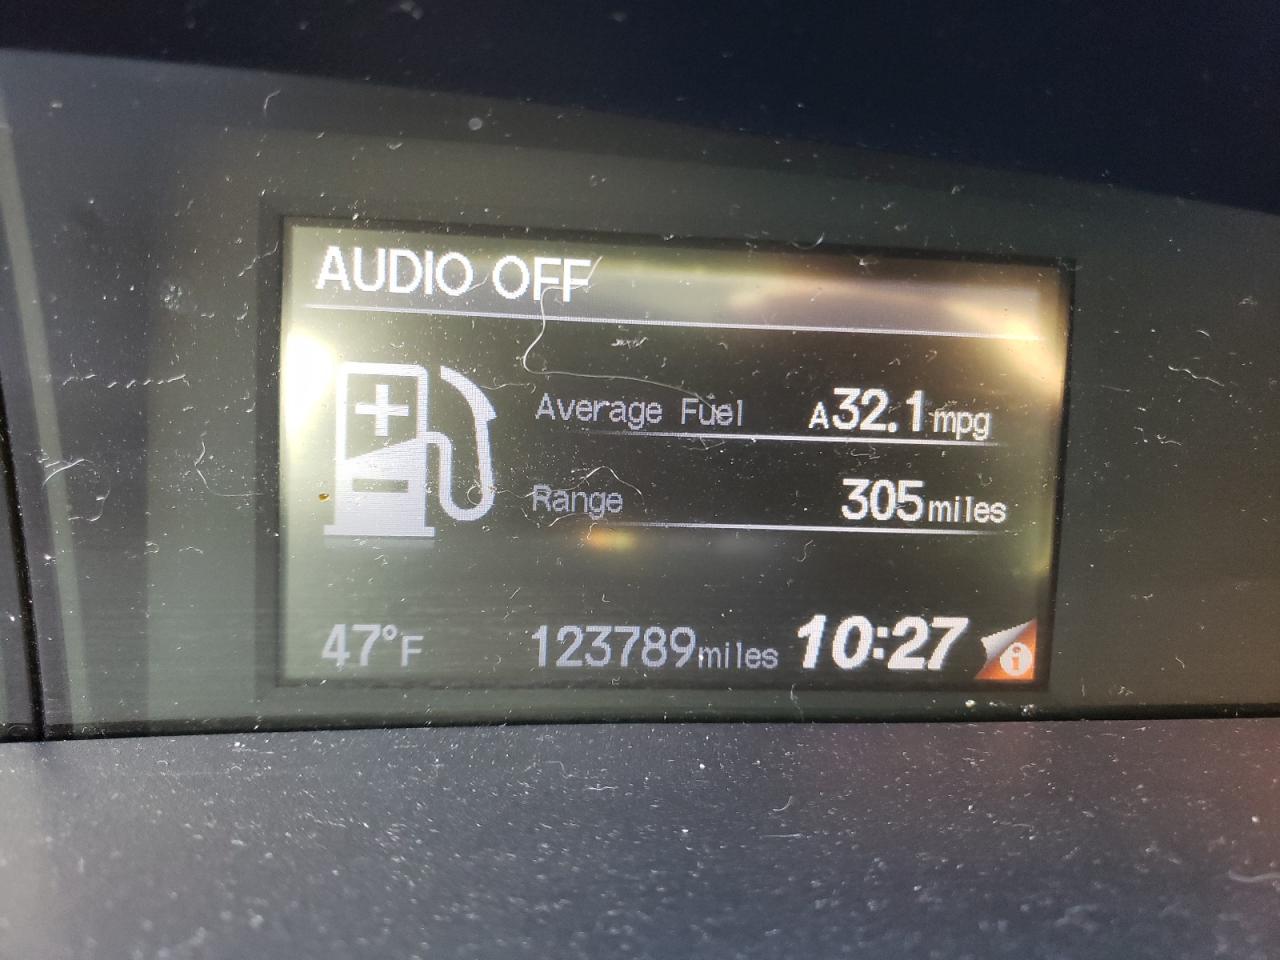 AUDIO OFF
Average Fuel A32.1mpg
Range 305miles
47°F 123789miles 10:27 i